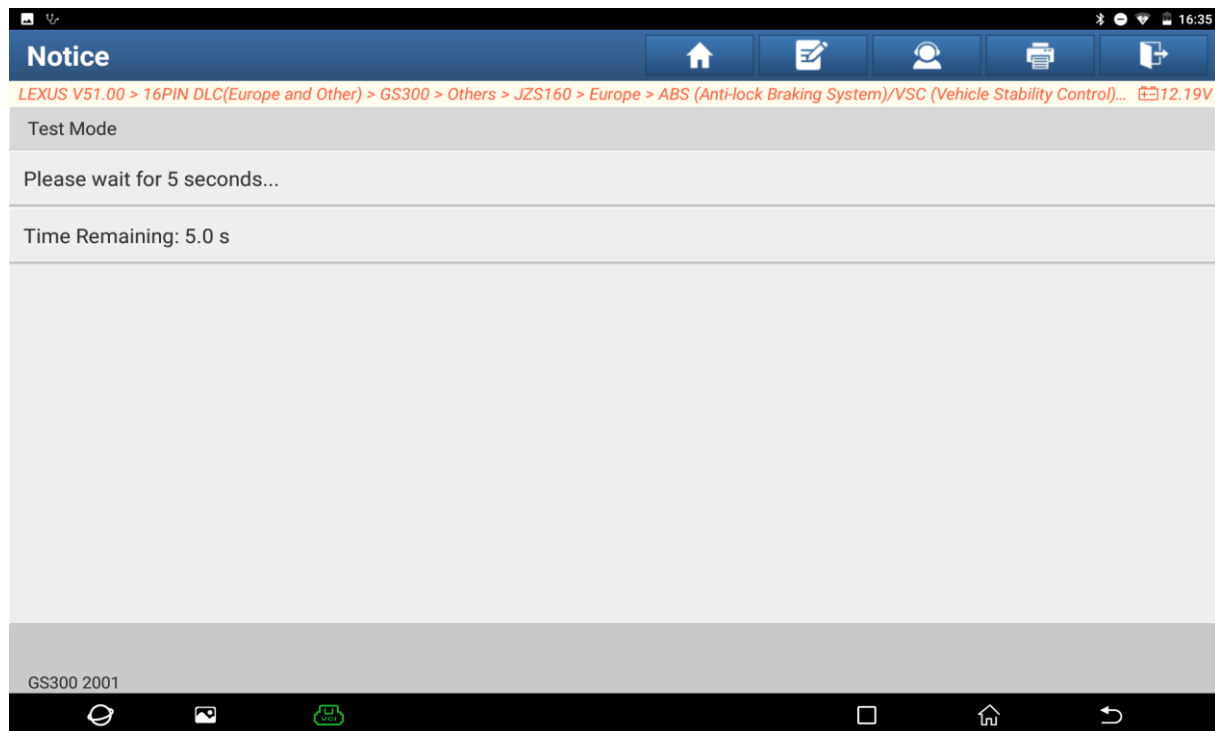 16:35
Notice
LEXUS V51.00 > 16PIN DLC(Europe and Other) > GS300 > Others > JZS160 > Europe > ABS (Anti-lock Braking System)/VSC (Vehicle Stability Control)... 12.19V
Test Mode
Please wait for 5 seconds...
Time Remaining: 5.0 s
GS300 2001
VCI